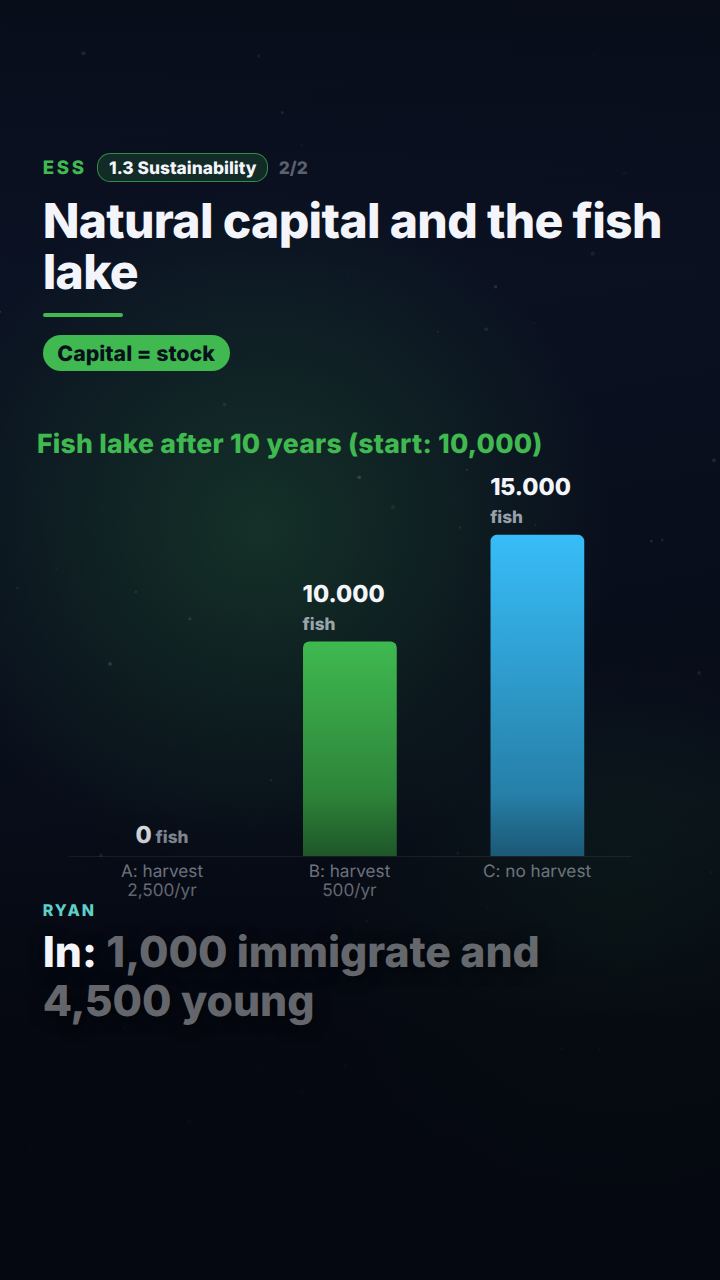 ESS 1.3 Sustainability 2/2
Natural capital and the fish
lake
Capital = stock
Fish lake after 10 years (start: 10,000)
15.000
fish
10.000
fish
0 fish
A: harvest
2,500/yr
B: harvest
500/yr
C: no harvest
RYAN
In: 1,000 immigrate and
4,500 young